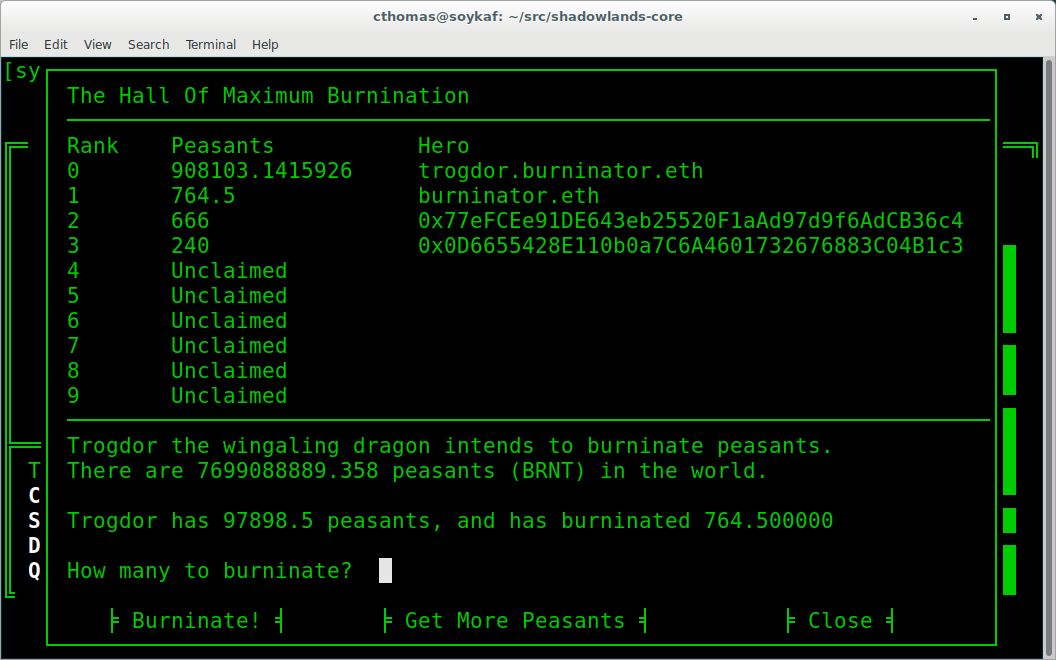 cthomas@soykaf: ~/src/shadowlands-core
File Edit View Search Terminal Help
[sy
The Hall Of Maximum Burnination
Rank Peasants Hero
0 908103.1415926 trogdor.burninator.eth
1 764.5 burninator.eth
2 666 0x77eFCEe91DE643eb25520F1aAd97d9f6AdCB36c4
3 240 0x0D6655428E110b0a7C6A4601732676883C04B1c3
4 Unclaimed
5 Unclaimed
6 Unclaimed
7 Unclaimed
8 Unclaimed
9 Unclaimed
Trogdor the wingaling dragon intends to burninate peasants.
T There are 7699088889.358 peasants (BRNT) in the world.
C
S Trogdor has 97898.5 peasants, and has burninated 764.500000
D
Q How many to burninate?
Burninate! Get More Peasants Close